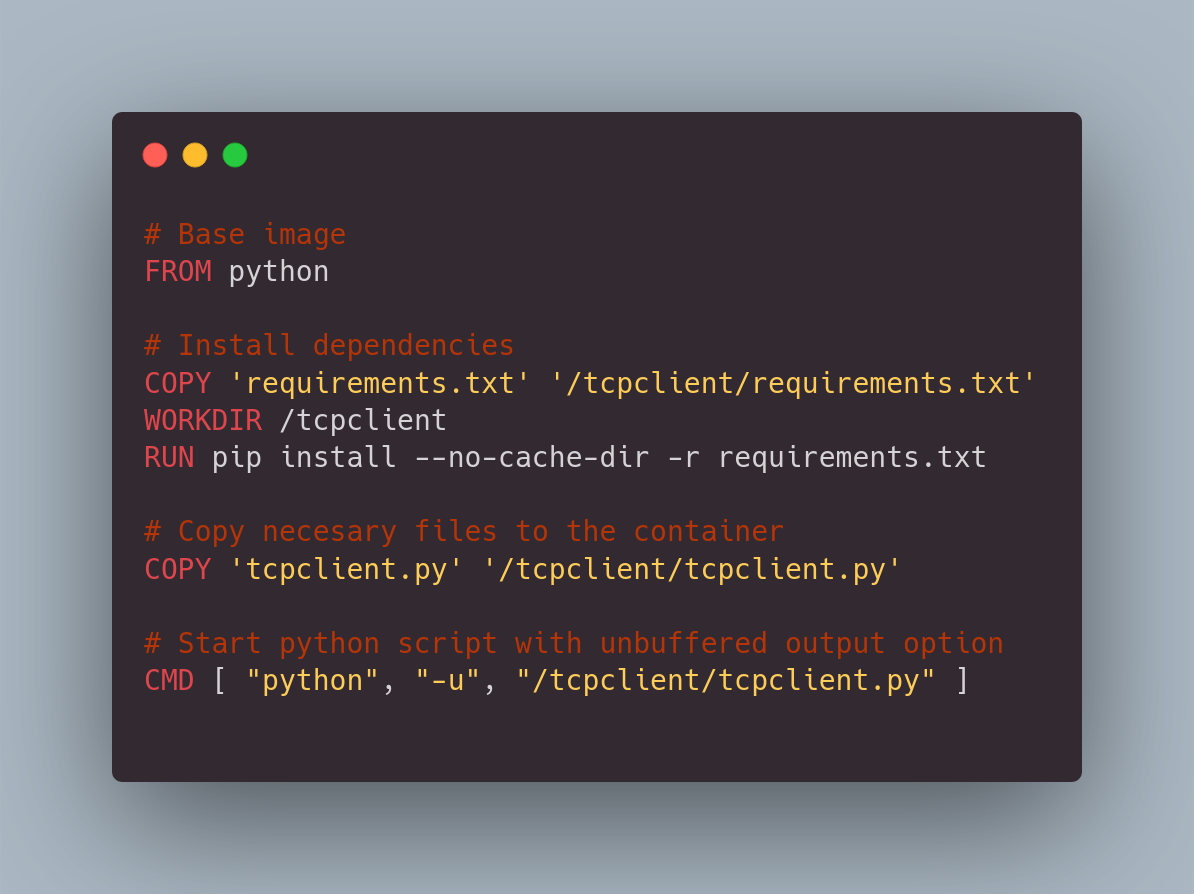 # Base image
FROM python
# Install dependencies
COPY 'requirements.txt' '/tcpclient/requirements.txt'
WORKDIR /tcpclient
RUN pip install --no-cache-dir -r requirements.txt
# Copy necesary files to the container
COPY 'tcpclient.py' '/tcpclient/tcpclient.py'
# Start python script with unbuffered output option
CMD [ "python", "-u", "/tcpclient/tcpclient.py" ]